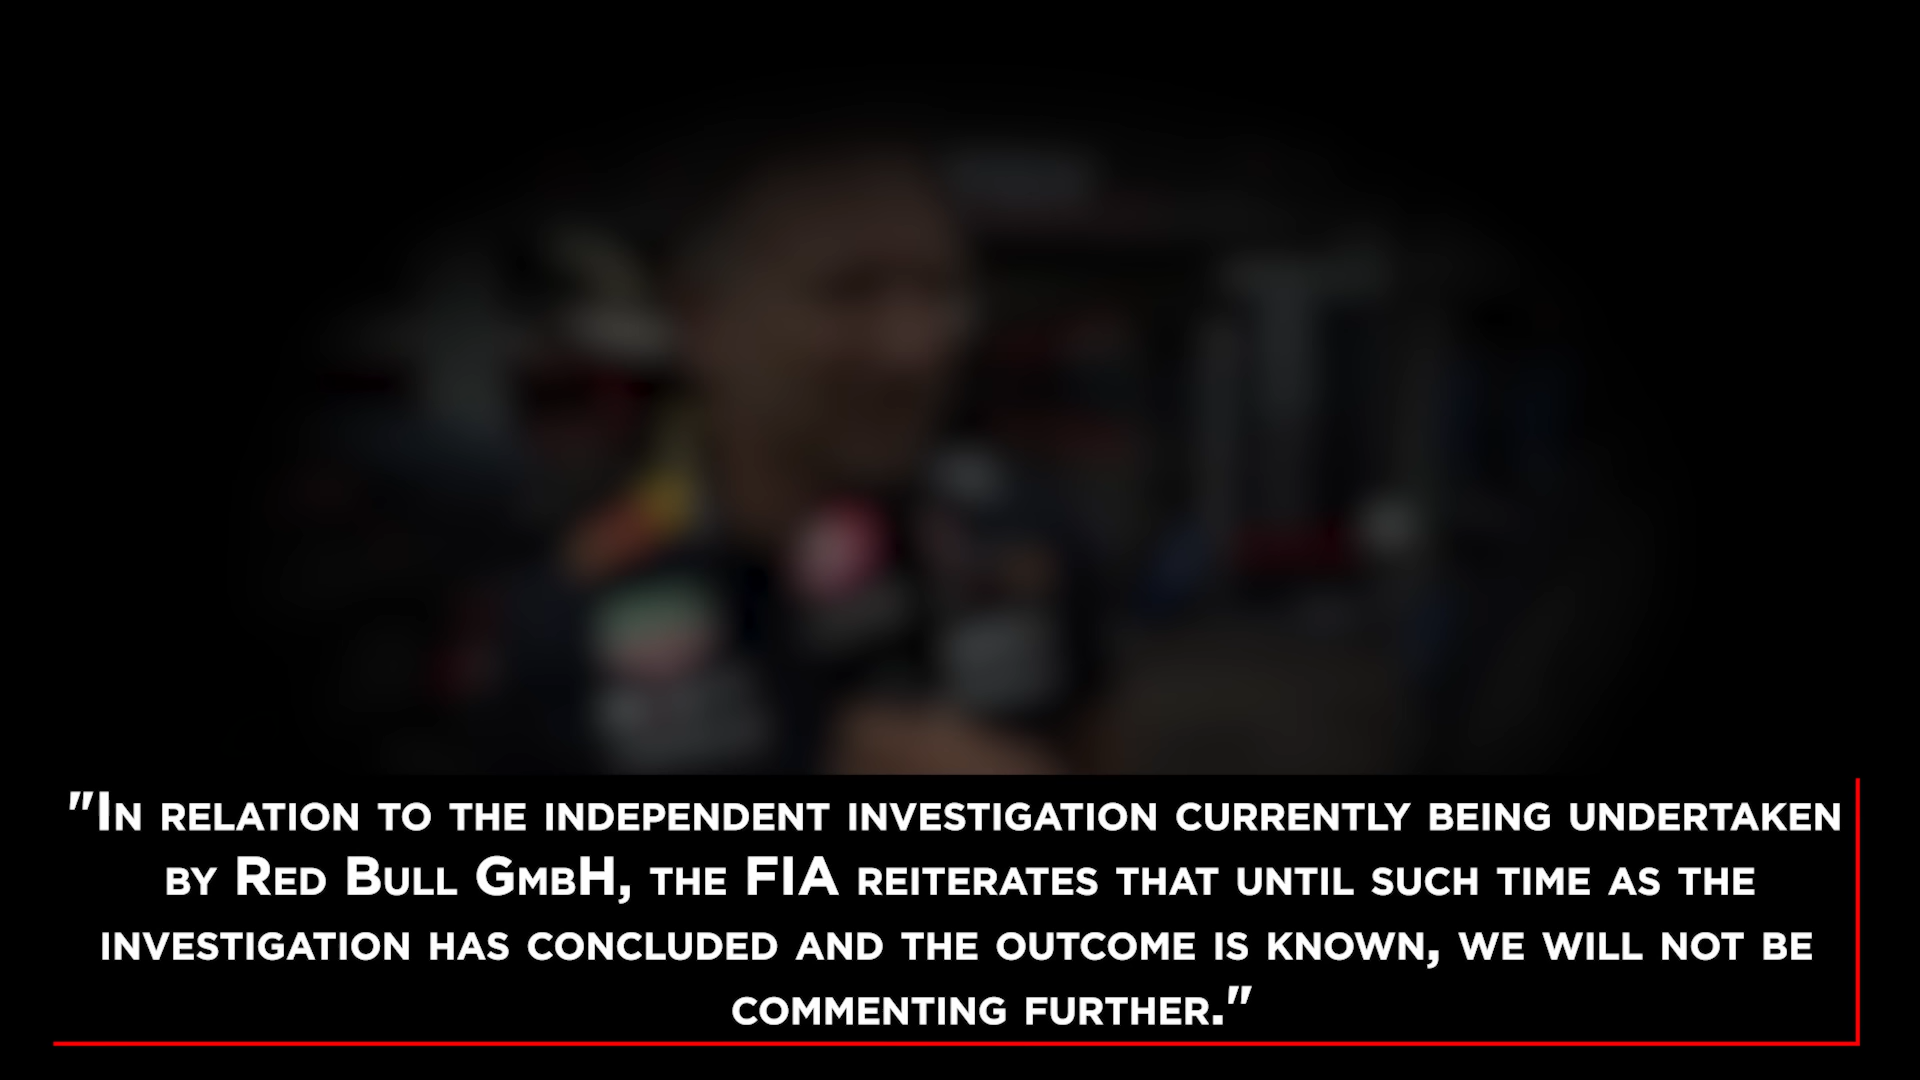 "In relation to the independent investigation currently being undertaken
by Red Bull GmbH, the FIA reiterates that until such time as the
investigation has concluded and the outcome is known, we will not be
commenting further."